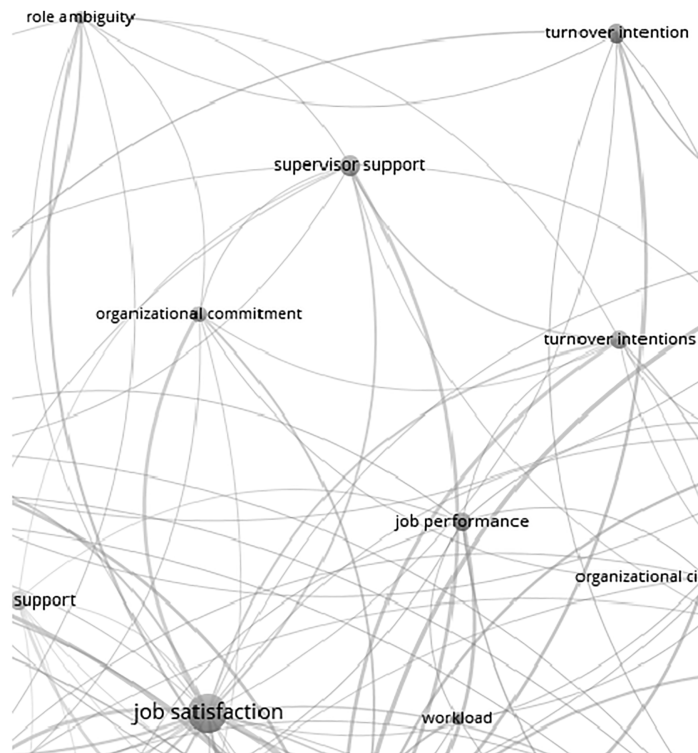 role ambiguity
turnover intention
supervisor support
organizational commitment
turnover intentions
job performance
organizational ci
support
job satisfaction
workload